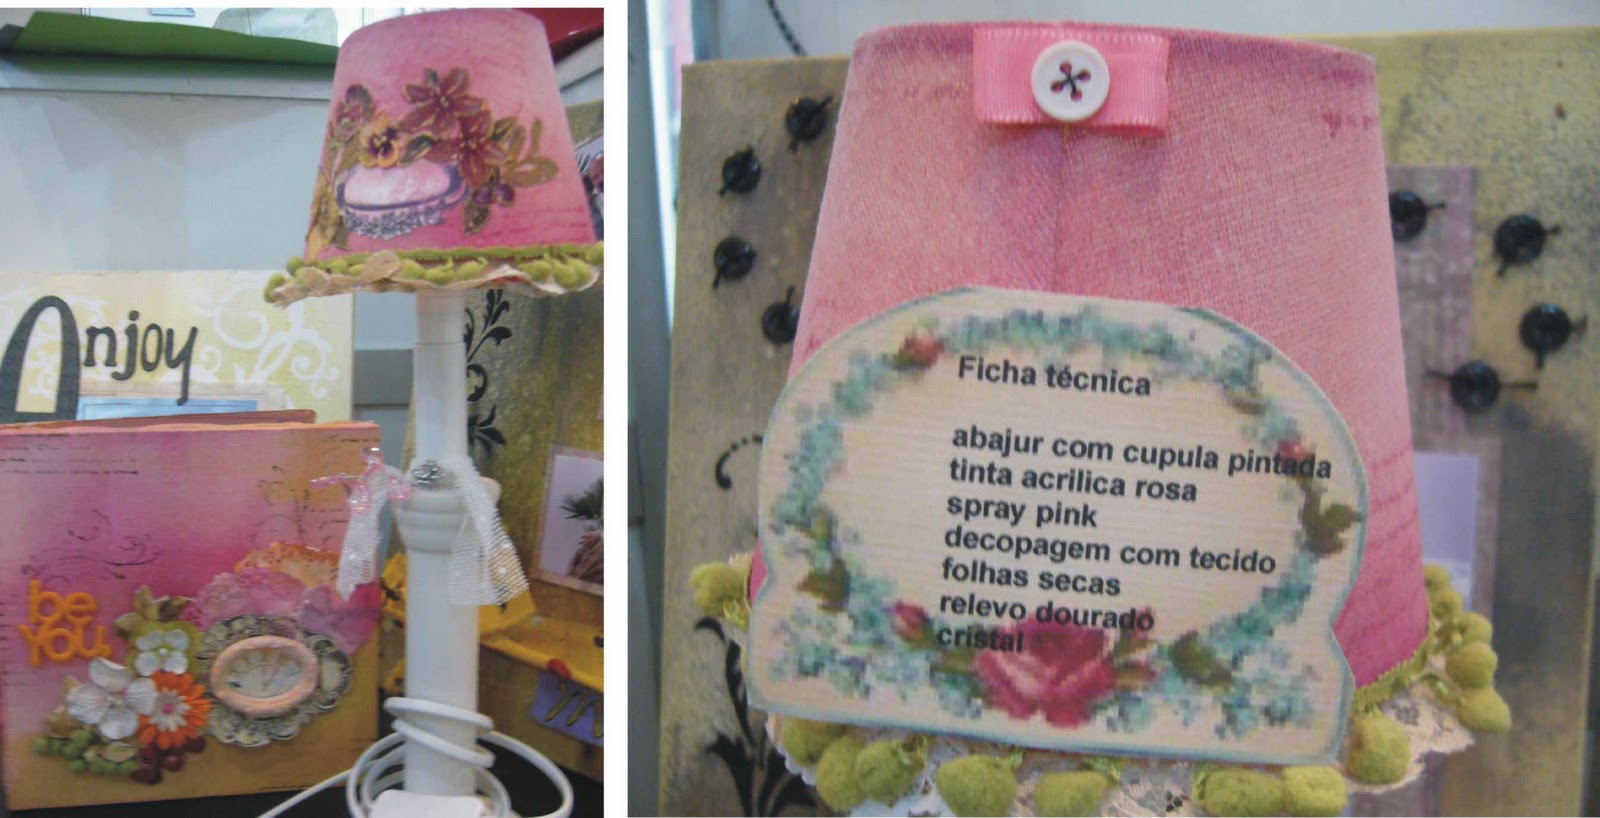 Anjoy
be
You
Ficha técnica
abajur com cupula pintada
tinta acrilica rosa
spray pink
decopagem com tecido
folhas secas
relevo dourado
cristal